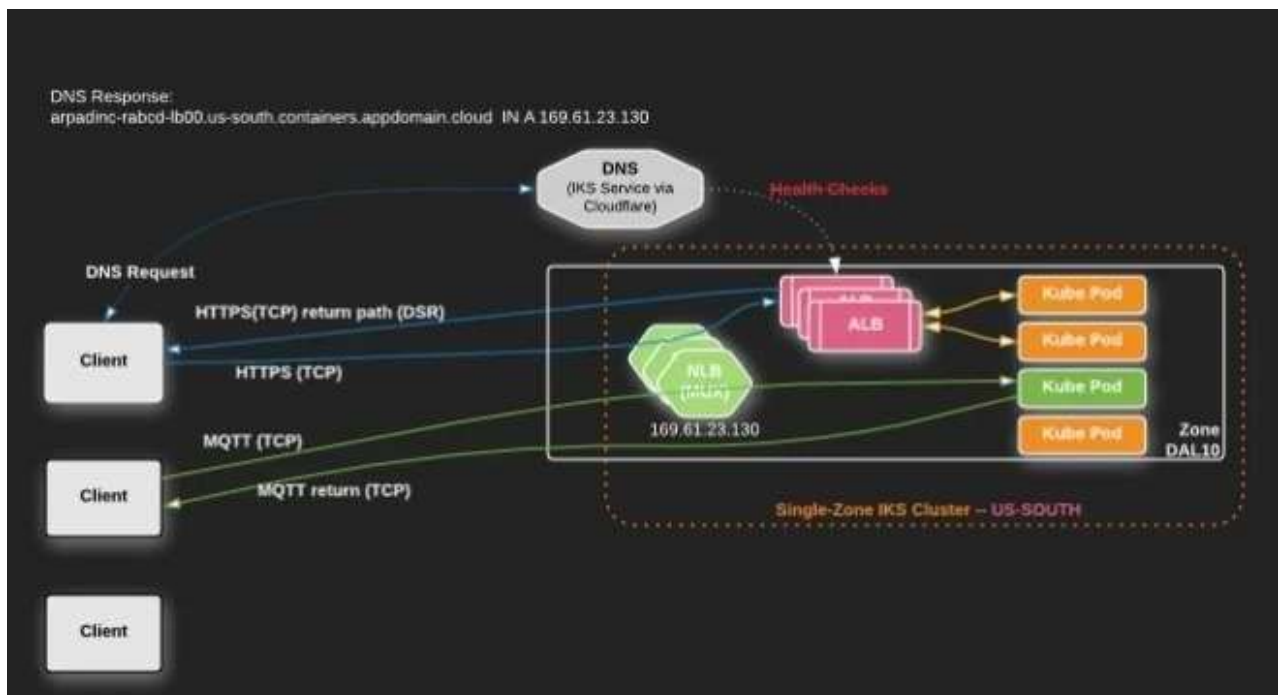 DNS Response:
arpadinc-rabcd-lb00.us-south.containers.appdomain.cloud IN A 169.61.23.130
DNS
(IKS Service via
Cloudflare)
Health Checks
DNS Request
HTTPS(TCP) return path (DSR)
HTTPS (TCP)
Client
ALB
ALB
Kube Pod
Kube Pod
Kube Pod
Kube Pod
NLB
(MUX)
169.61.23.130
Zone
DAL10
MQTT (TCP)
MQTT return (TCP)
Client
Single-Zone IKS Cluster -- US-SOUTH
Client